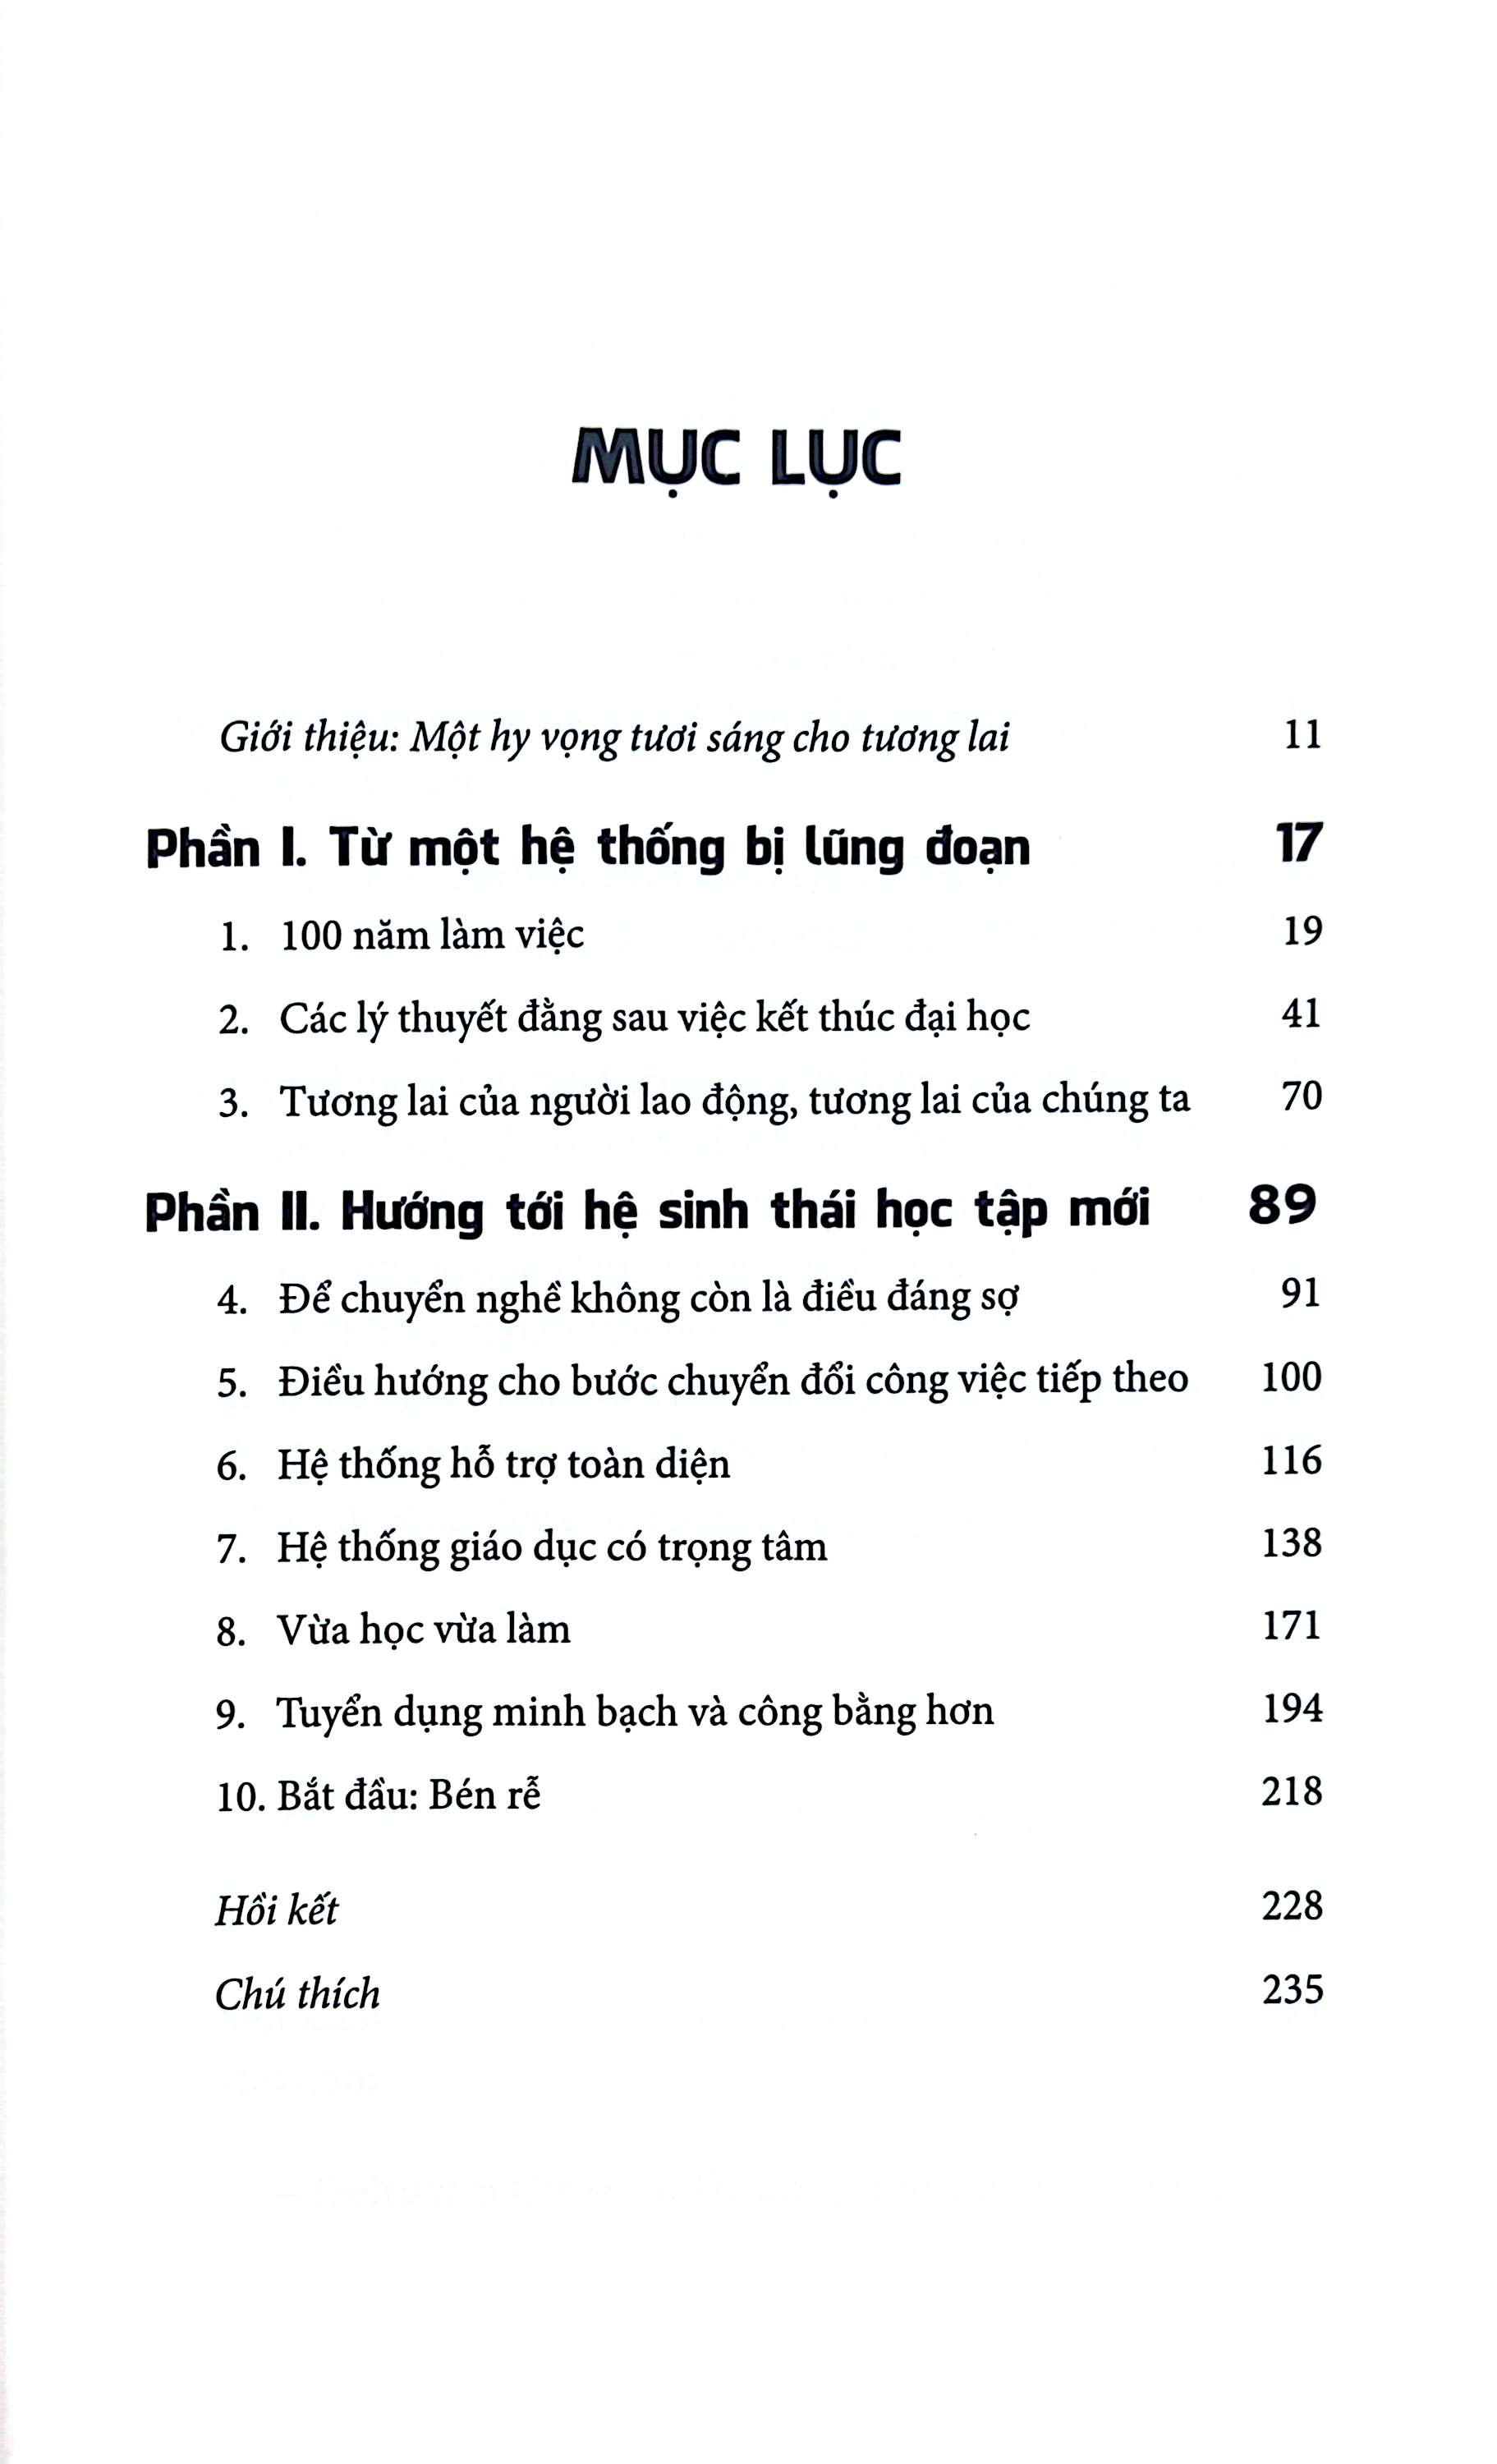 MỤC LỤC
Giới thiệu: Một hy vọng tươi sáng cho tương lai 11
Phần I. Từ một hệ thống bị lũng đoạn 17
1. 100 năm làm việc 19
2. Các lý thuyết đằng sau việc kết thúc đại học 41
3. Tương lai của người lao động, tương lai của chúng ta 70
Phần II. Hướng tới hệ sinh thái học tập mới 89
4. Để chuyển nghề không còn là điều đáng sợ 91
5. Điều hướng cho bước chuyển đổi công việc tiếp theo 100
6. Hệ thống hỗ trợ toàn diện 116
7. Hệ thống giáo dục có trọng tâm 138
8. Vừa học vừa làm 171
9. Tuyển dụng minh bạch và công bằng hơn 194
10. Bắt đầu: Bén rễ 218
Hồi kết 228
Chú thích 235